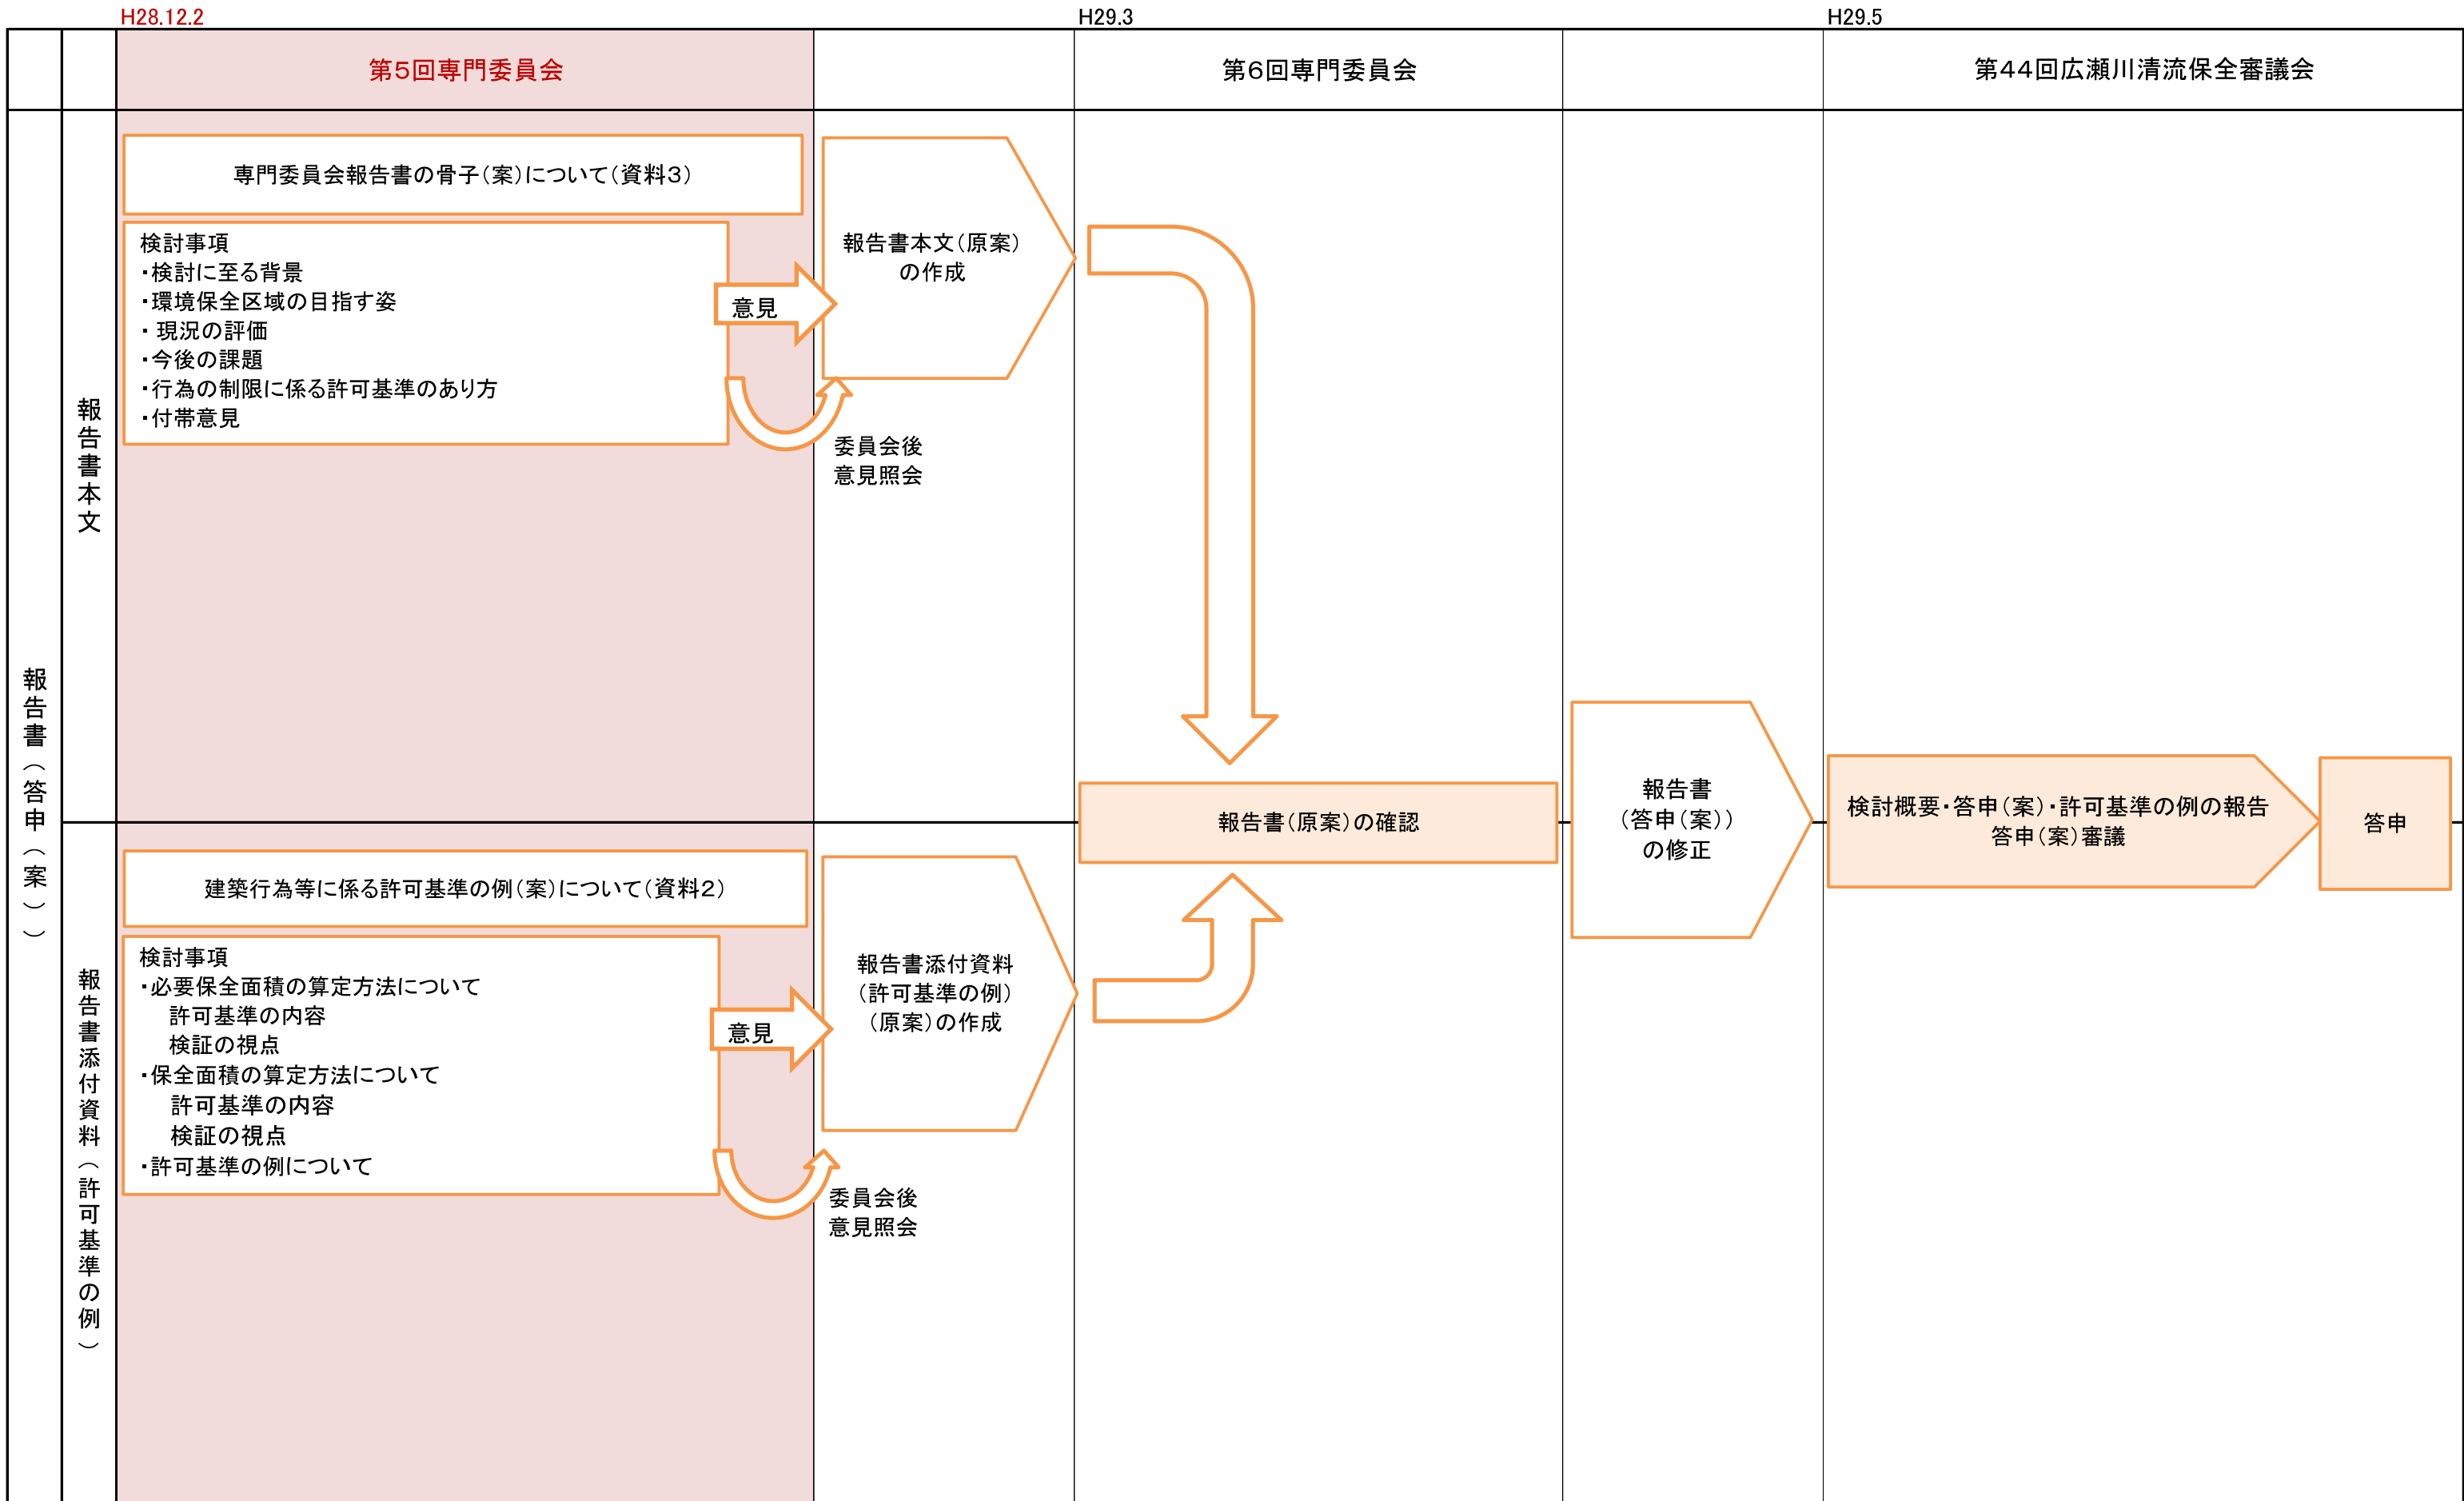 H28.12.2
H29.3
H29.5
第5回専門委員会
第6回専門委員会
第44回広瀬川清流保全審議会
報告書(答申(案))
報告書本文
専門委員会報告書の骨子(案)について(資料3)
検討事項
・検討に至る背景
・環境保全区域の目指す姿
・ 現況の評価
・今後の課題
・行為の制限に係る許可基準のあり方
・付帯意見
意見
委員会後
意見照会
報告書本文(原案)
の作成
報告書(原案)の確認
報告書
(答申(案))
の修正
検討概要・答申(案)・許可基準の例の報告
答申(案)審議
答申
報告書添付資料(許可基準の例)
建築行為等に係る許可基準の例(案)について(資料2)
検討事項
・必要保全面積の算定方法について
許可基準の内容
検証の視点
・保全面積の算定方法について
許可基準の内容
検証の視点
・許可基準の例について
意見
委員会後
意見照会
報告書添付資料
(許可基準の例)
(原案)の作成